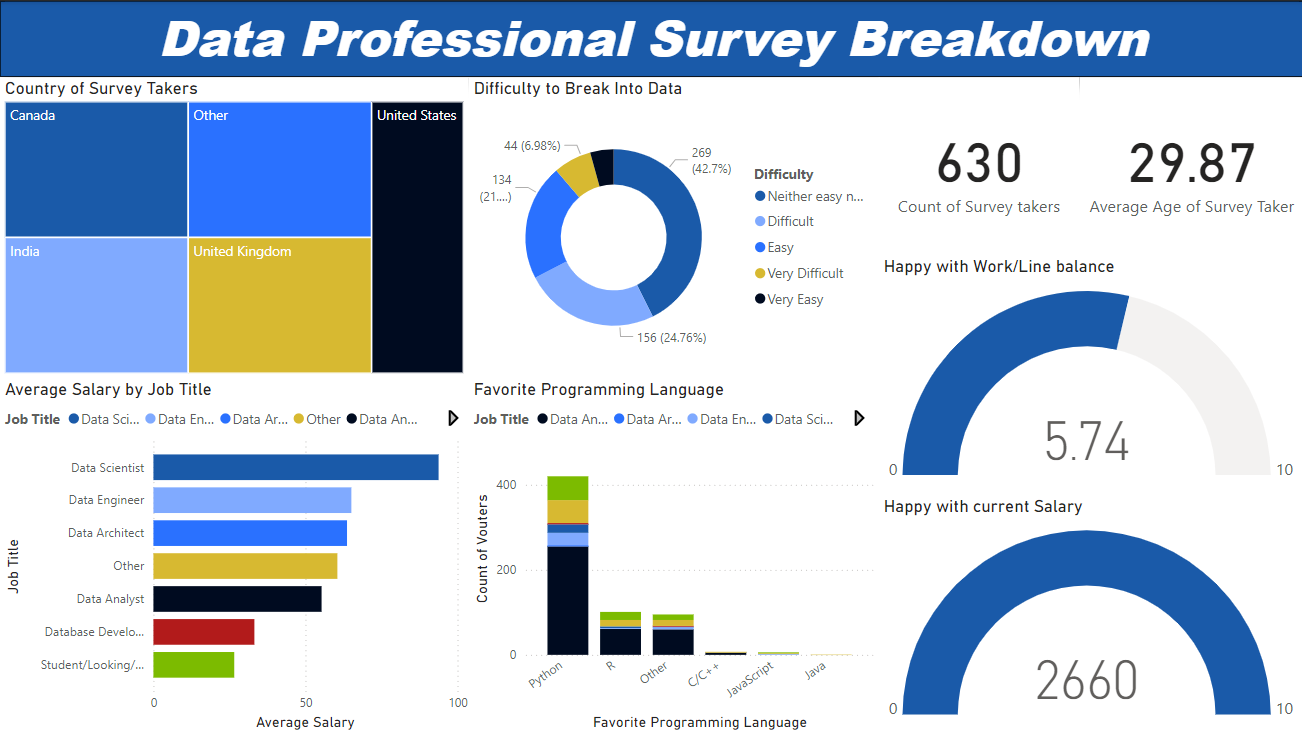 Data Professional Survey Breakdown
Country of Survey Takers
Canada
Other
United States
India
United Kingdom
Difficulty to Break Into Data
44 (6.98%)
269
(42.7%)
134
(21....)
156 (24.76%)
Difficulty
Neither easy n...
Difficult
Easy
Very Difficult
Very Easy
630
Count of Survey takers
29.87
Average Age of Survey Taker
Happy with Work/Line balance
5.74
0
10
Average Salary by Job Title
Job Title Data Sci... Data En... Data Ar... Other Data An...
Job Title
Data Scientist
Data Engineer
Data Architect
Other
Data Analyst
Database Develo...
Student/Looking/...
0 50 100
Average Salary
Favorite Programming Language
Job Title Data An... Data Ar... Data En... Data Sci...
Count of Vouters
400
200
0
Python R Other C/C++ JavaScript Java
Favorite Programming Language
Happy with current Salary
2660
0
10